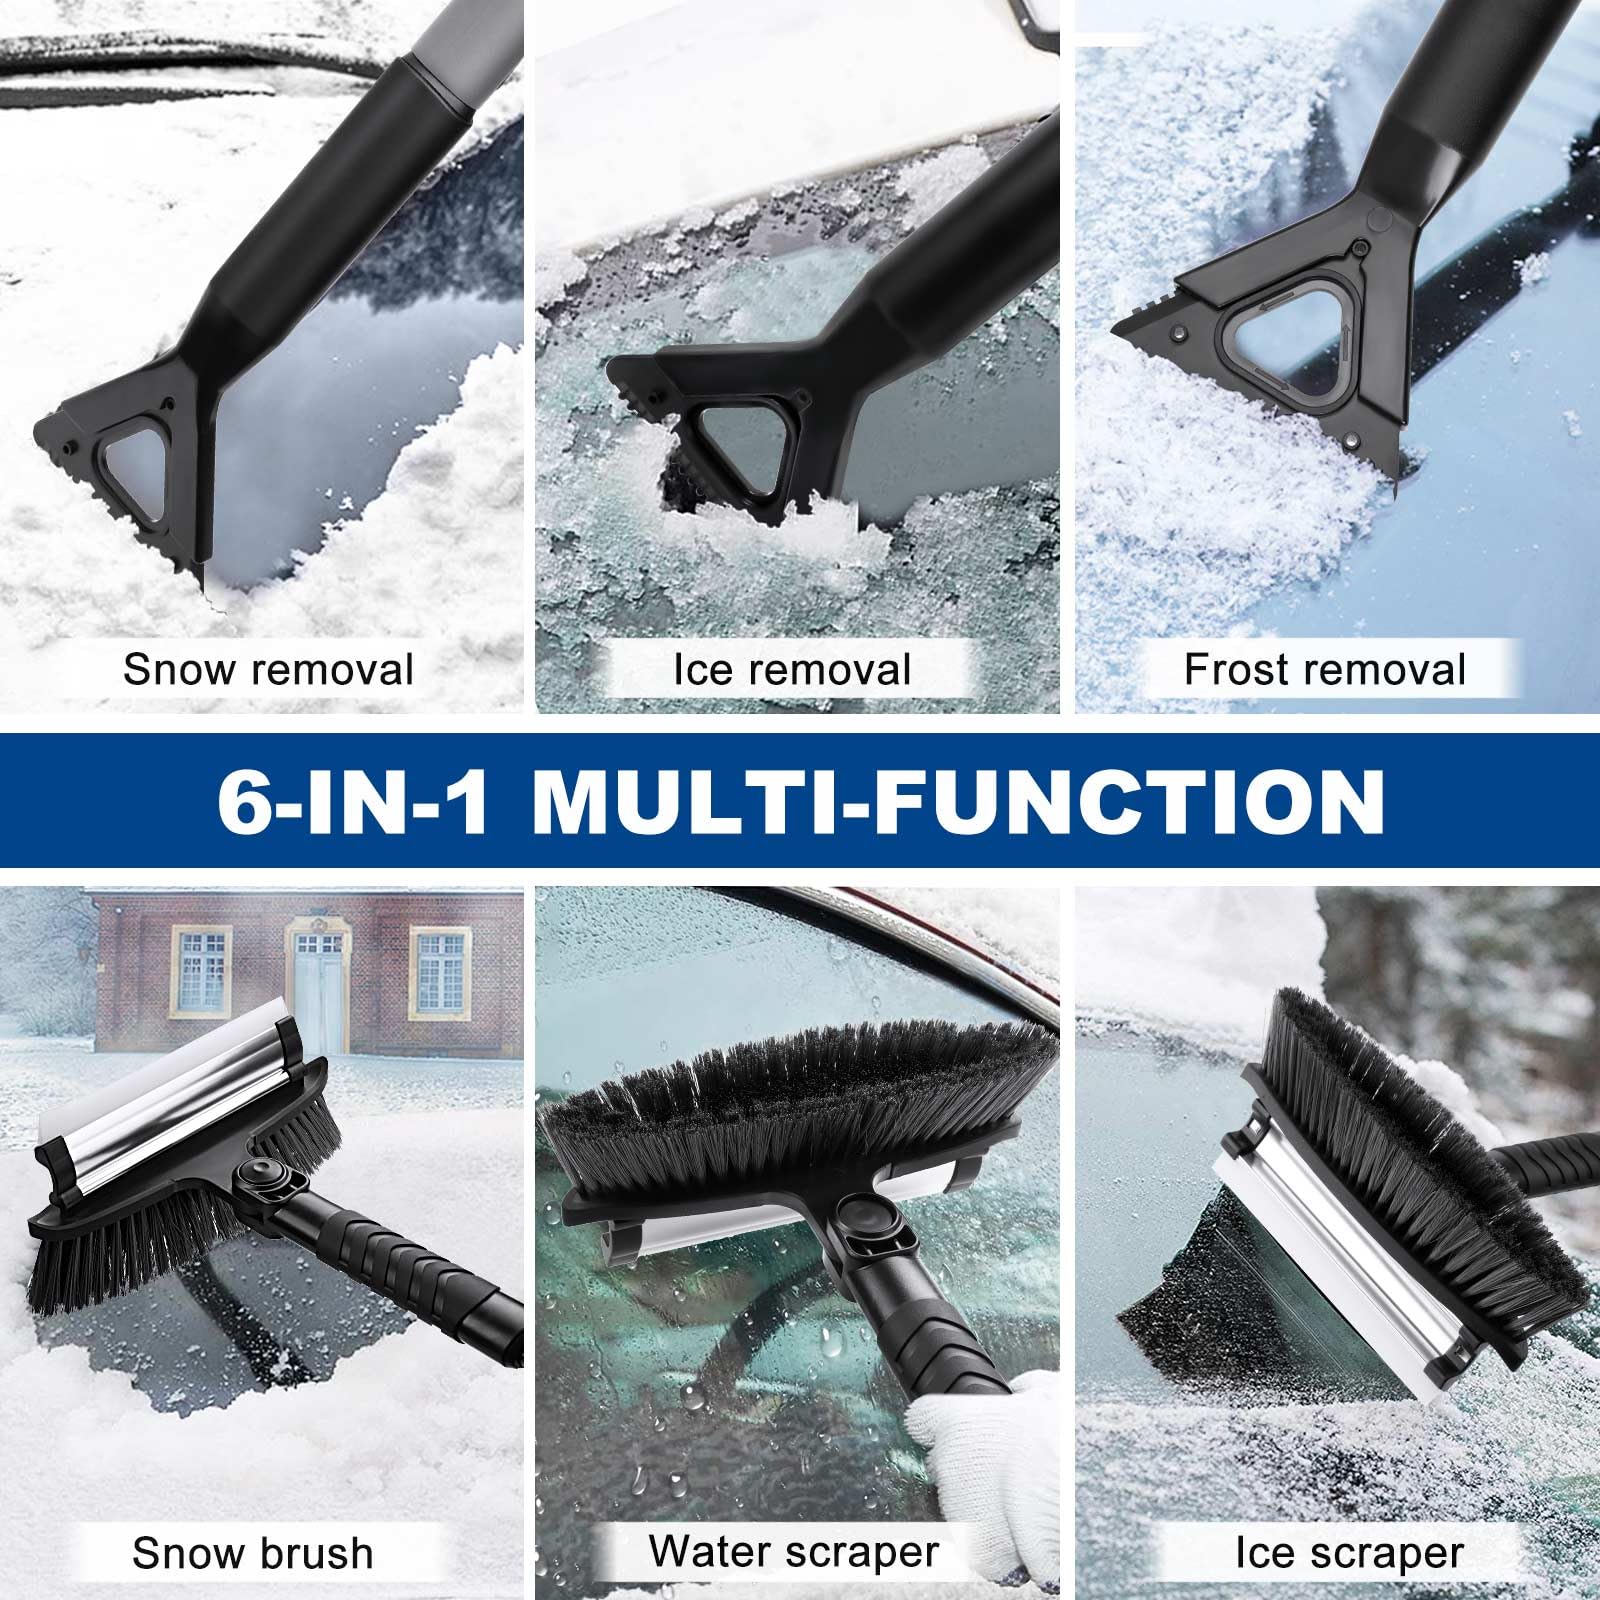 Snow removal
Ice removal
Frost removal
6-IN-1 MULTI-FUNCTION
Snow brush
Water scraper
Ice scraper